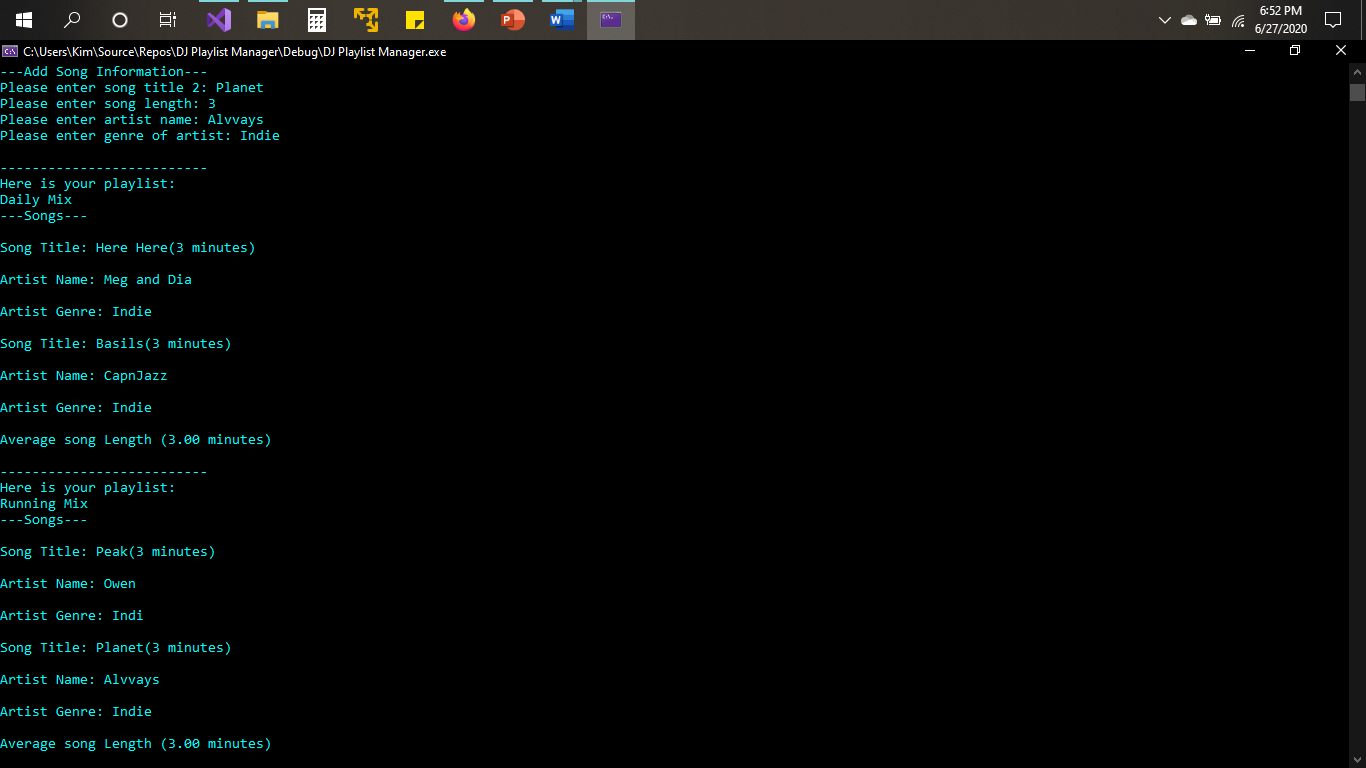 6:52 PM
6/27/2020
C:\Users\Kim\Source\Repos\DJ Playlist Manager\Debug\DJ Playlist Manager.exe
---Add Song Information---
Please enter song title 2: Planet
Please enter song length: 3
Please enter artist name: Alvvays
Please enter genre of artist: Indie
--------------------------
Here is your playlist:
Daily Mix
---Songs---
Song Title: Here Here(3 minutes)
Artist Name: Meg and Dia
Artist Genre: Indie
Song Title: Basils(3 minutes)
Artist Name: CapnJazz
Artist Genre: Indie
Average song Length (3.00 minutes)
--------------------------
Here is your playlist:
Running Mix
---Songs---
Song Title: Peak(3 minutes)
Artist Name: Owen
Artist Genre: Indi
Song Title: Planet(3 minutes)
Artist Name: Alvvays
Artist Genre: Indie
Average song Length (3.00 minutes)